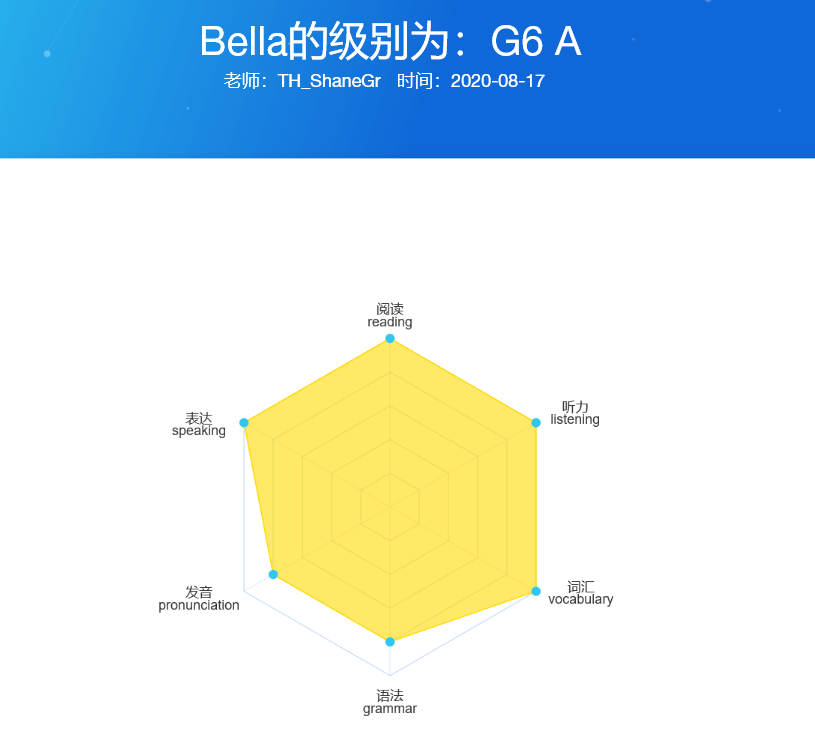 Bella的级别为：G6 A
老师：TH_ShaneGr 时间：2020-08-17
阅读
reading
听力
listening
表达
speaking
词汇
vocabulary
发音
pronunciation
语法
grammar